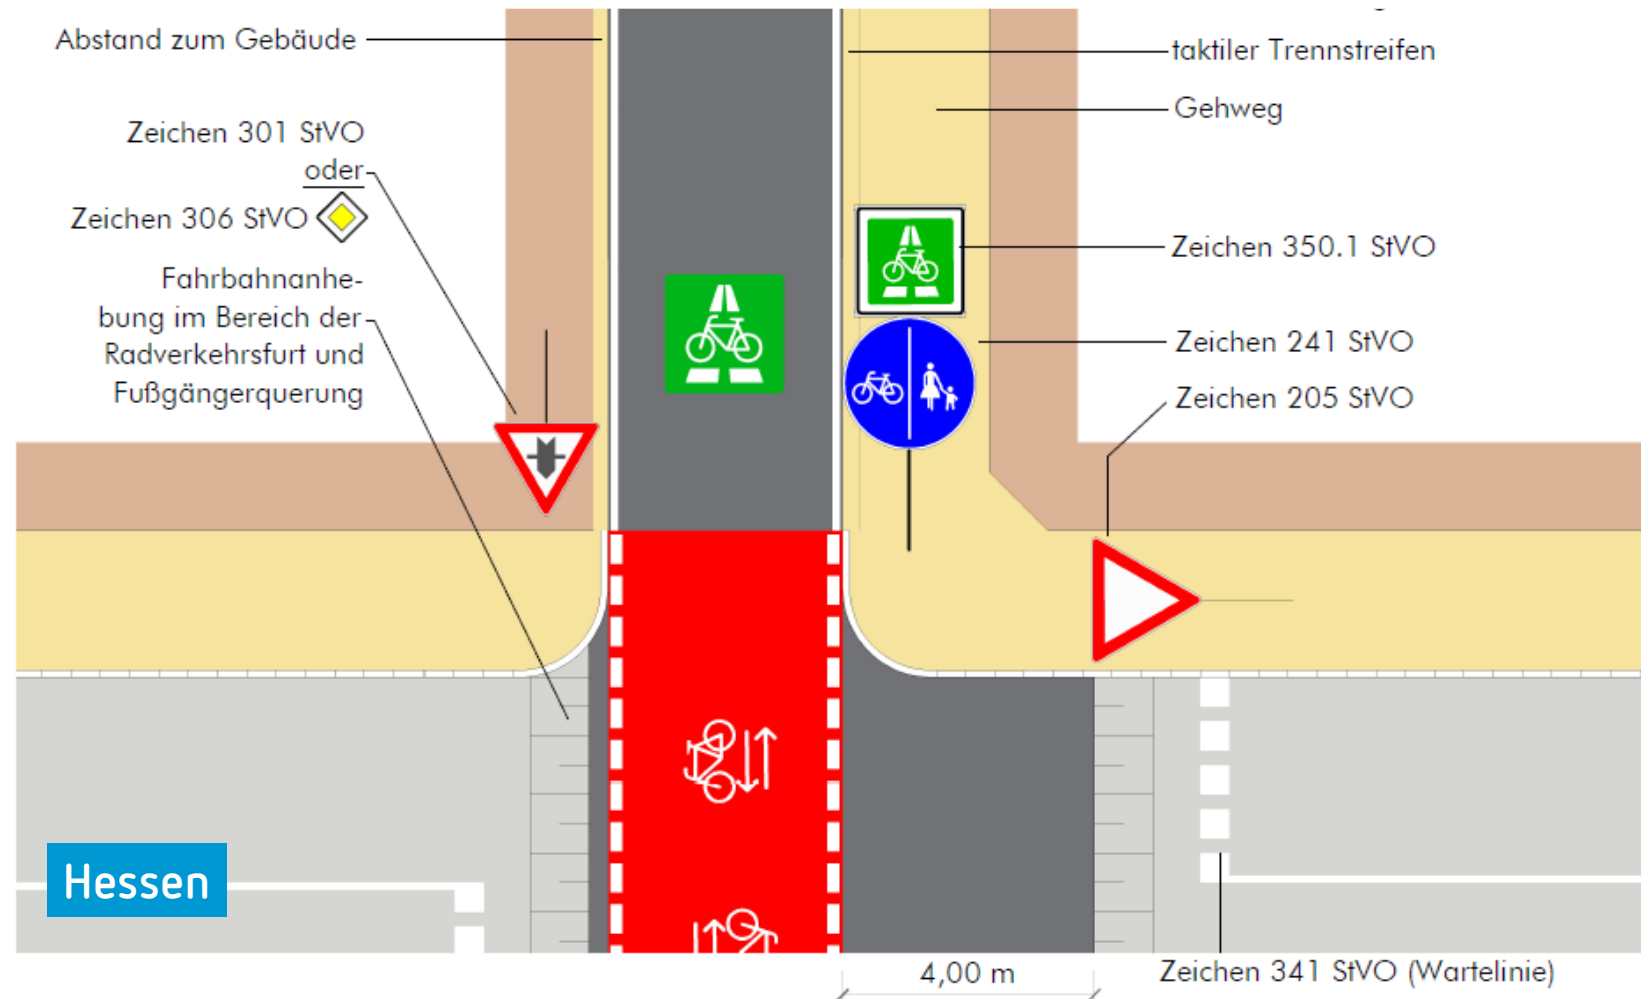 Abstand zum Gebäude
Zeichen 301 StVO
oder
Zeichen 306 StVO
Fahrbahnanhe-
bung im Bereich der
Radverkehrsfurt und
Fußgängerquerung
taktiler Trennstreifen
Gehweg
Zeichen 350.1 StVO
Zeichen 241 StVO
Zeichen 205 StVO
Hessen
4,00 m
Zeichen 341 StVO (Wartelinie)